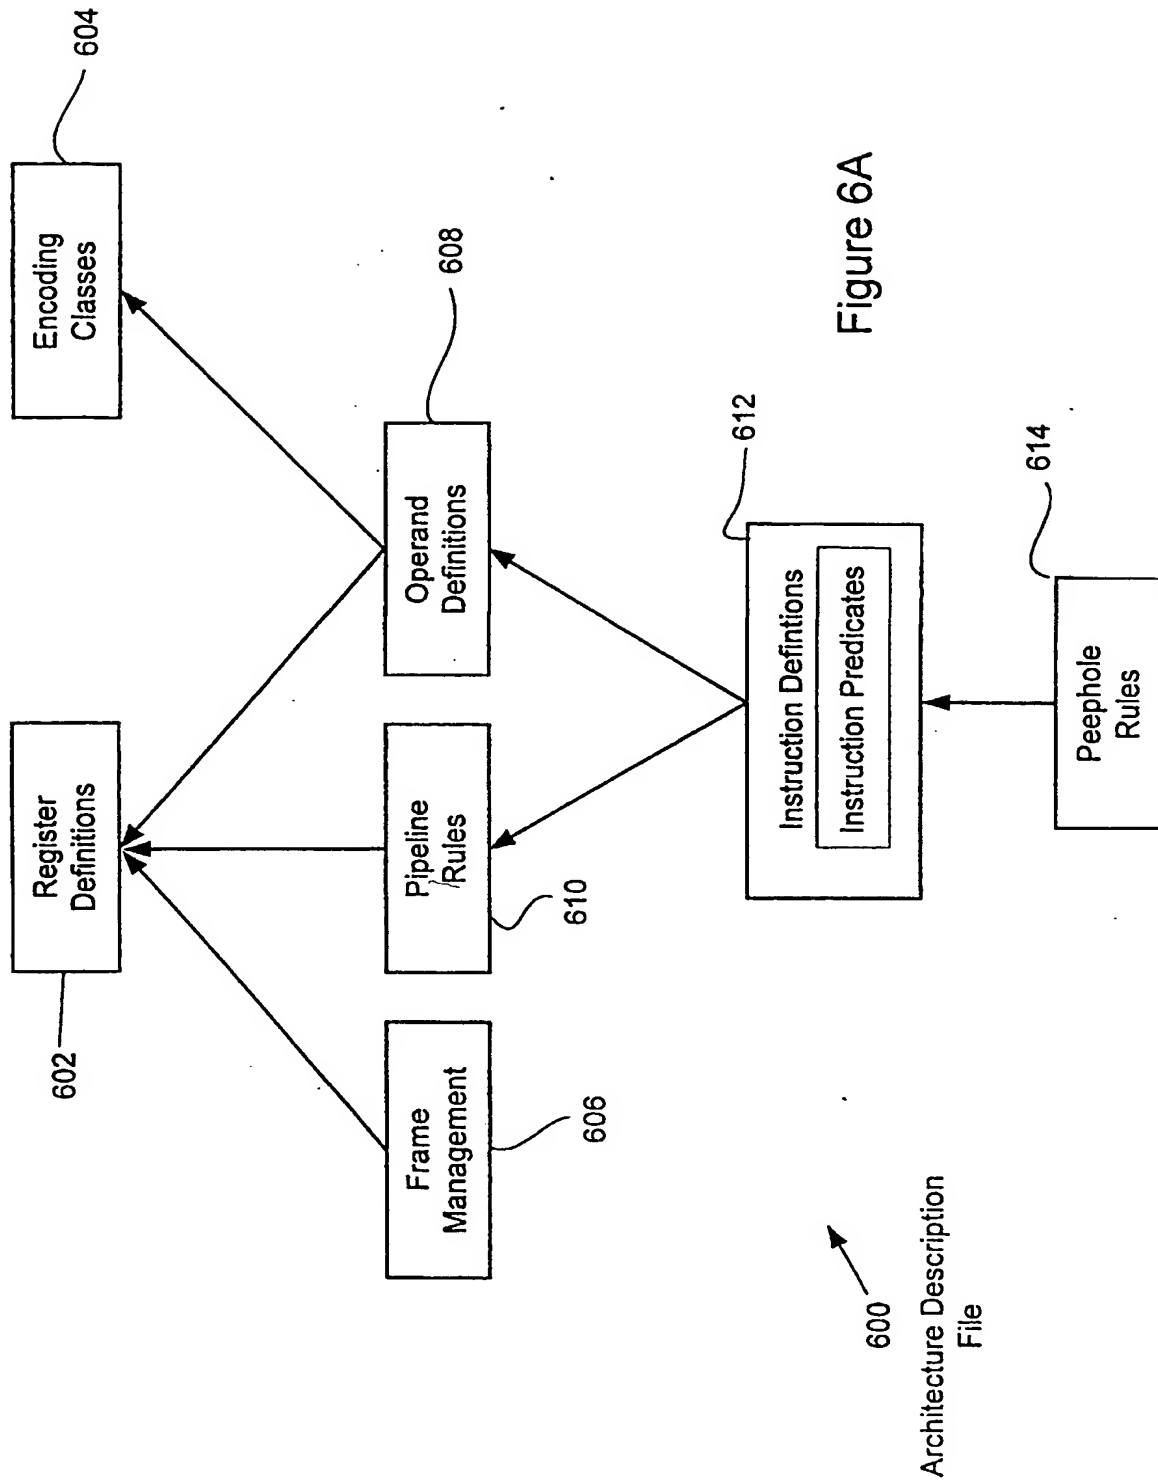 602
Register
Definitions
Encoding
Classes
604
Frame
Management
606
Pipeline
Rules
610
Operand
Definitions
608
Instruction Defintions
Instruction Predicates
612
Peephole
Rules
614
600
Architecture Description
File
Figure 6A